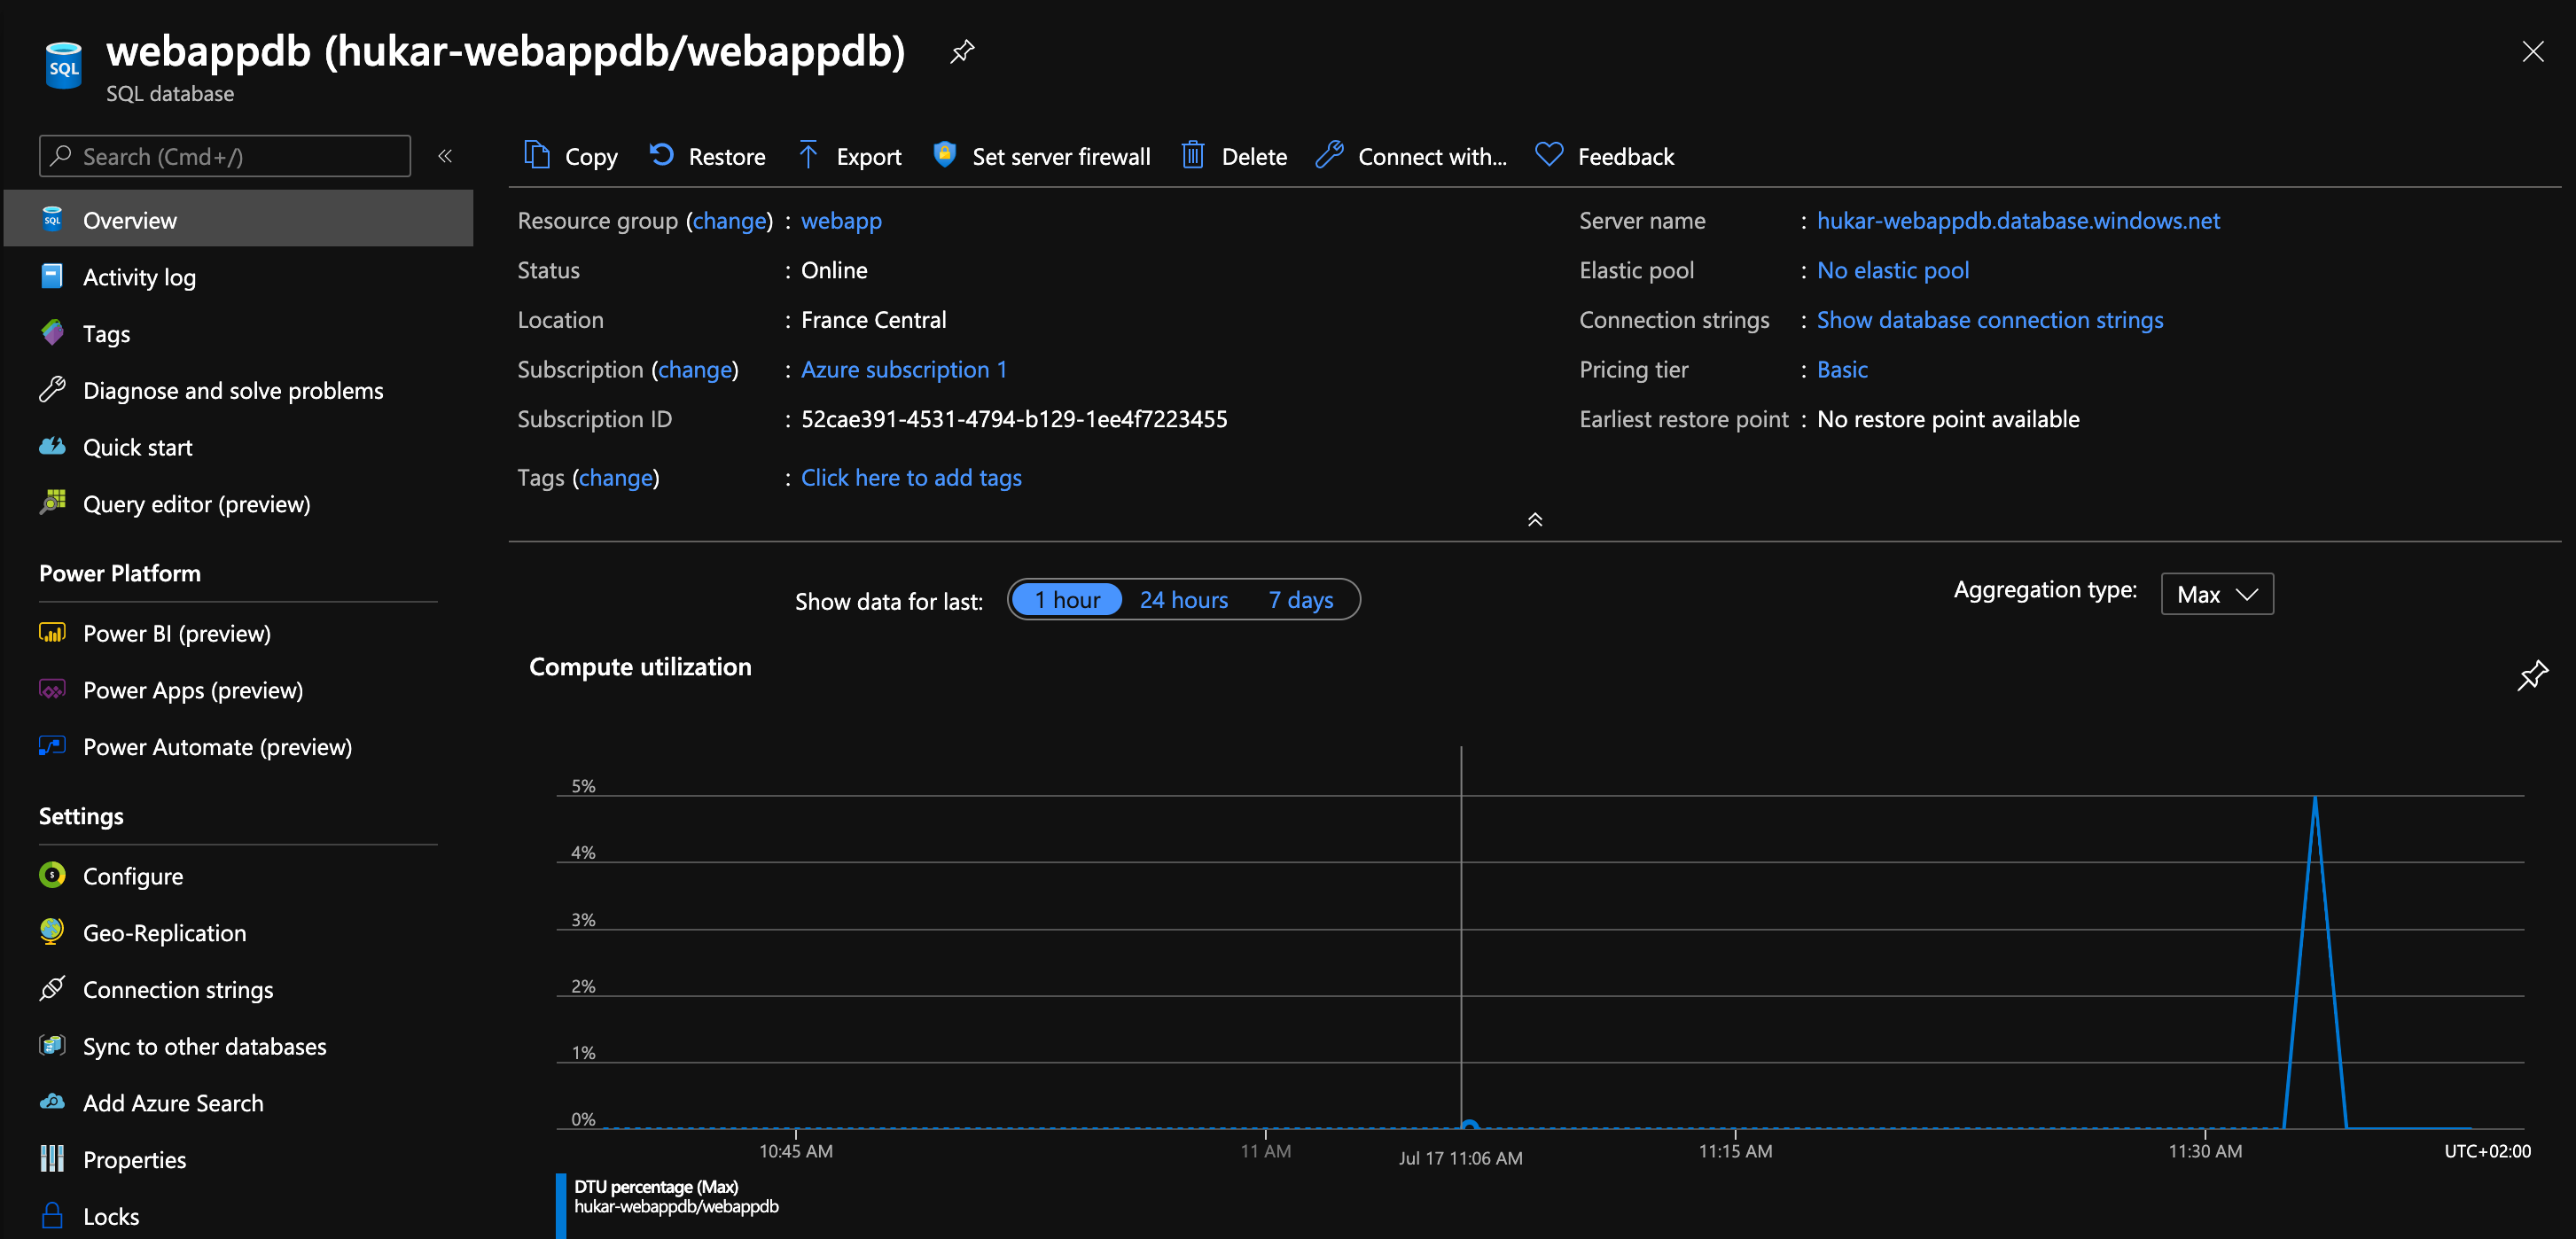 webappdb (hukar-webappdb/webappdb)
SQL
SQL database
Search (Cmd+/)
«
Copy Restore Export Set server firewall Delete Connect with... Feedback
SQL Overview
Activity log
Tags
Diagnose and solve problems
Quick start
Query editor (preview)
Power Platform
Power BI (preview)
Power Apps (preview)
Power Automate (preview)
Settings
Configure
Geo-Replication
Connection strings
Sync to other databases
Add Azure Search
Properties
Locks
Resource group (change) : webapp
Status : Online
Location : France Central
Subscription (change) : Azure subscription 1
Subscription ID : 52cae391-4531-4794-b129-1ee4f7223455
Tags (change) : Click here to add tags
Server name : hukar-webappdb.database.windows.net
Elastic pool : No elastic pool
Connection strings : Show database connection strings
Pricing tier : Basic
Earliest restore point : No restore point available
Show data for last: 1 hour 24 hours 7 days
Aggregation type: Max
Compute utilization
5%
4%
3%
2%
1%
0%
10:45 AM 11 AM Jul 17 11:06 AM 11:15 AM 11:30 AM UTC+02:00
DTU percentage (Max)
hukar-webappdb/webappdb